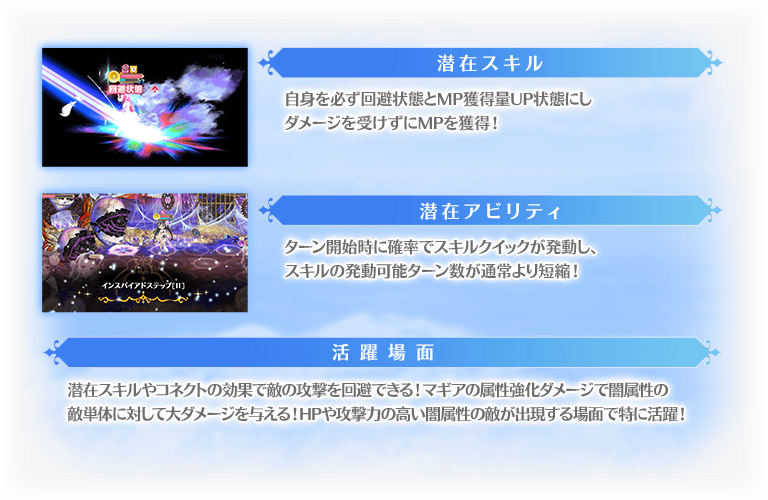 潜在スキル
回避状態
自身を必ず回避状態とMP獲得量UP状態にし
ダメージを受けずにMPを獲得！
潜在アビリティ
ターン開始時に確率でスキルクイックが発動し、
スキルの発動可能ターン数が通常より短縮！
インスパイアドステップ[II]
活躍場面
潜在スキルやコネクトの効果で敵の攻撃を回避できる！マギアの属性強化ダメージで闇属性の
敵単体に対して大ダメージを与える！HPや攻撃力の高い闇属性の敵が出現する場面で特に活躍！